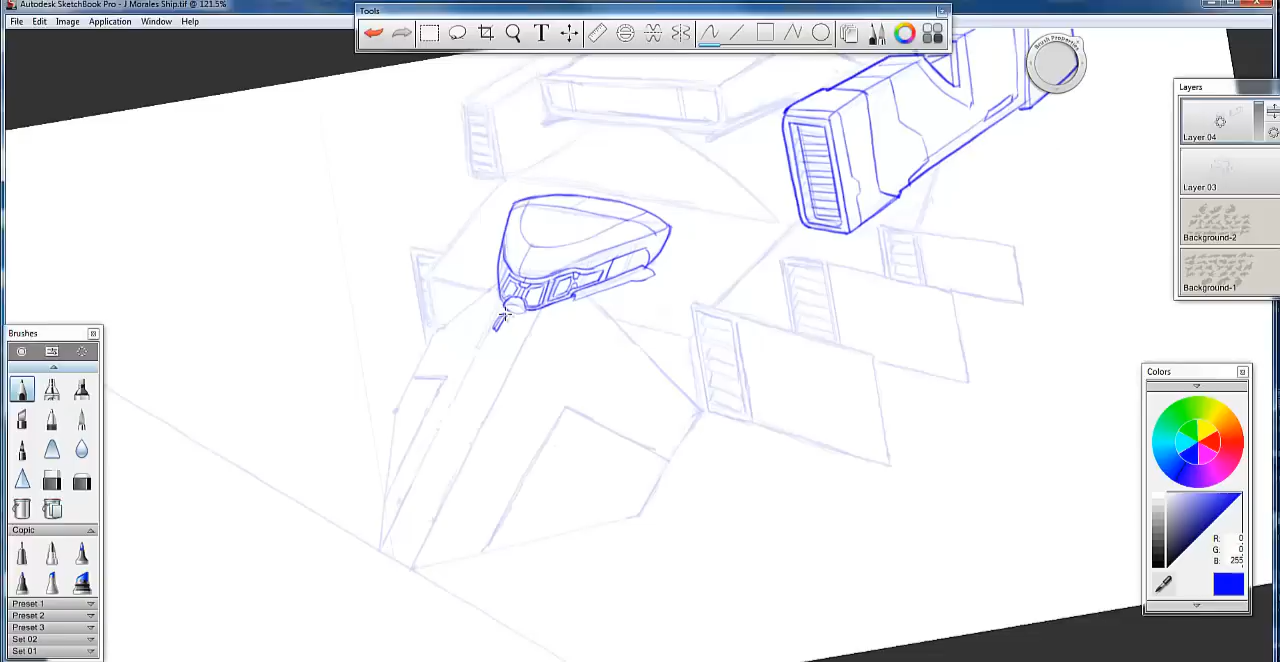 Autodesk SketchBook Pro - J Morales Ship.tif @ 121.5%
File Edit Image Application Window Help
Tools
T
Brush Properties
Layers
Layer 04
Layer 03
Background-2
Background-1
Brushes
Copic
Preset 1
Preset 2
Preset 3
Set 02
Set 01
Colors
R: 0
G: 0
B: 255